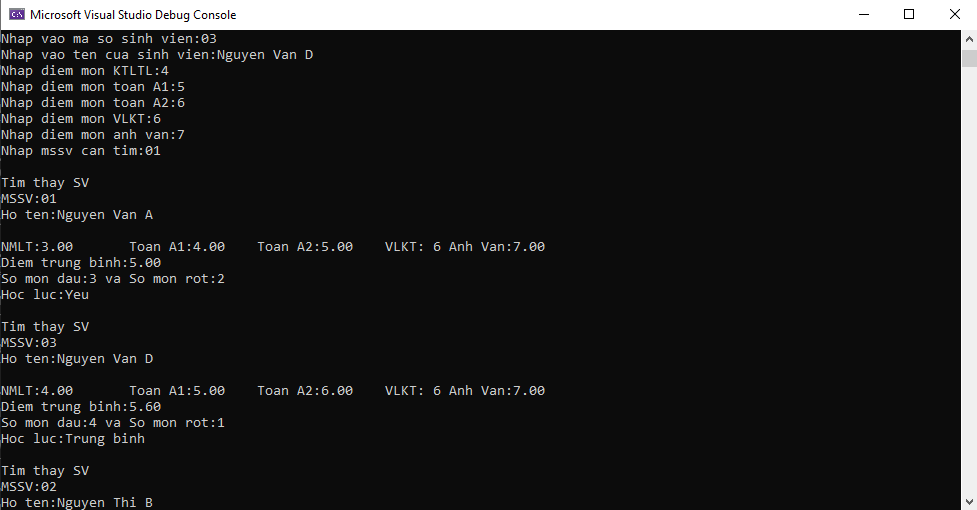 Microsoft Visual Studio Debug Console
Nhap vao ma so sinh vien:03
Nhap vao ten cua sinh vien:Nguyen Van D
Nhap diem mon KTLTL:4
Nhap diem mon toan A1:5
Nhap diem mon toan A2:6
Nhap diem mon VLKT:6
Nhap diem mon anh van:7
Nhap mssv can tim:01
Tim thay SV
MSSV:01
Ho ten:Nguyen Van A
NMLT:3.00       Toan A1:4.00    Toan A2:5.00    VLKT: 6 Anh Van:7.00
Diem trung binh:5.00
So mon dau:3 va So mon rot:2
Hoc luc:Yeu
Tim thay SV
MSSV:03
Ho ten:Nguyen Van D
NMLT:4.00       Toan A1:5.00    Toan A2:6.00    VLKT: 6 Anh Van:7.00
Diem trung binh:5.60
So mon dau:4 va So mon rot:1
Hoc luc:Trung binh
Tim thay SV
MSSV:02
Ho ten:Nguyen Thi B